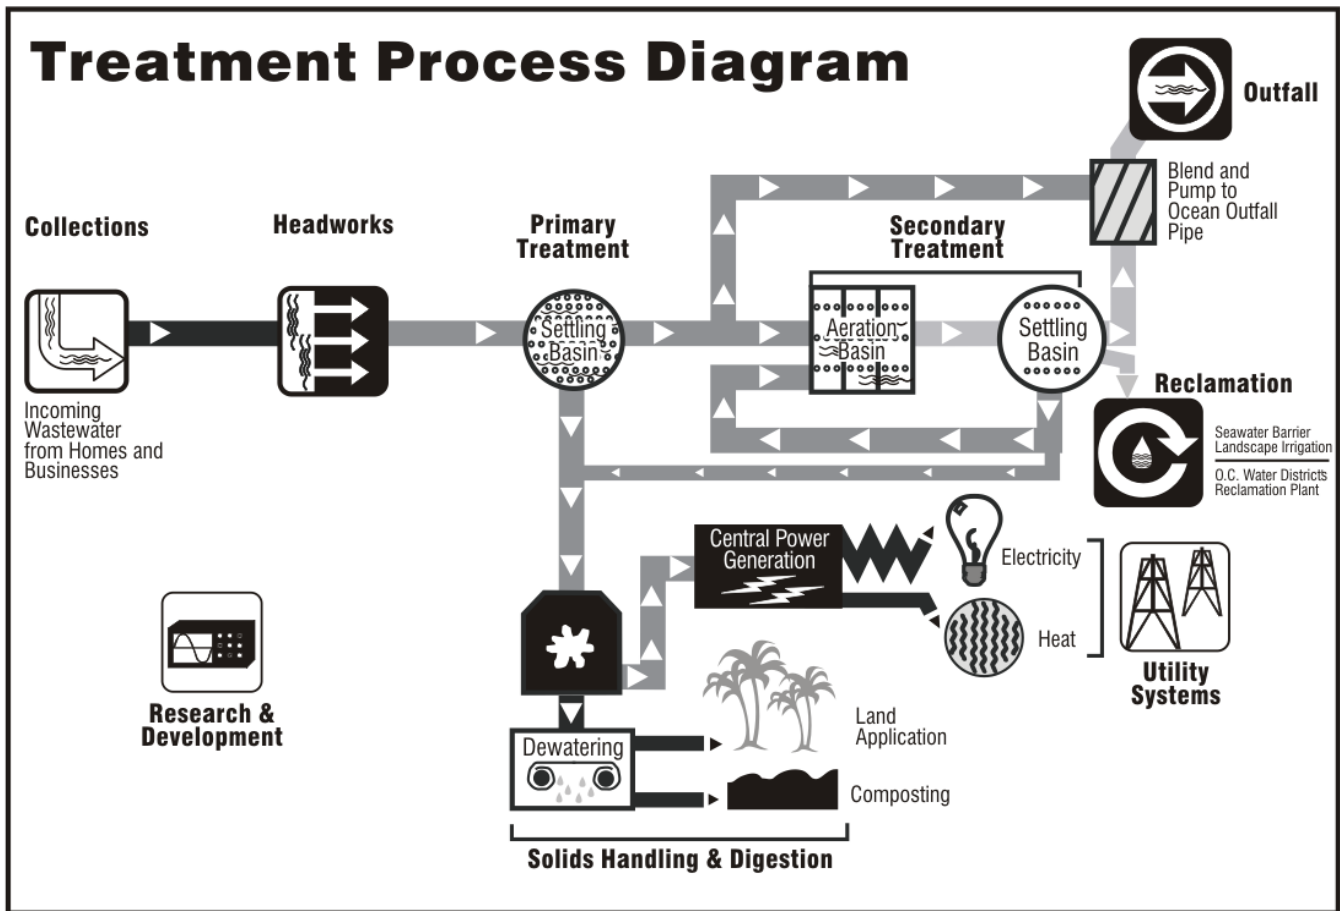 Treatment Process Diagram
Outfall
Blend and
Pump to
Ocean Outfall
Pipe
Collections
Headworks
Primary
Treatment
Secondary
Treatment
Settling
Basin
Aeration
Basin
Settling
Basin
Incoming
Wastewater
from Homes and
Businesses
Reclamation
Seawater Barrier
Landscape Irrigation
O.C. Water District's
Reclamation Plant
Central Power
Generation
Electricity
Heat
Utility
Systems
Research &
Development
Land
Application
Dewatering
Composting
Solids Handling & Digestion